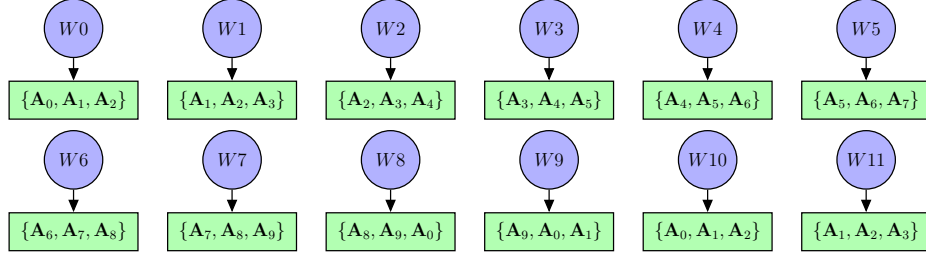 W0 W1 W2 W3 W4 W5
{A₀, A₁, A₂} {A₁, A₂, A₃} {A₂, A₃, A₄} {A₃, A₄, A₅} {A₄, A₅, A₆} {A₅, A₆, A₇}
W6 W7 W8 W9 W10 W11
{A₆, A₇, A₈} {A₇, A₈, A₉} {A₈, A₉, A₀} {A₉, A₀, A₁} {A₀, A₁, A₂} {A₁, A₂, A₃}